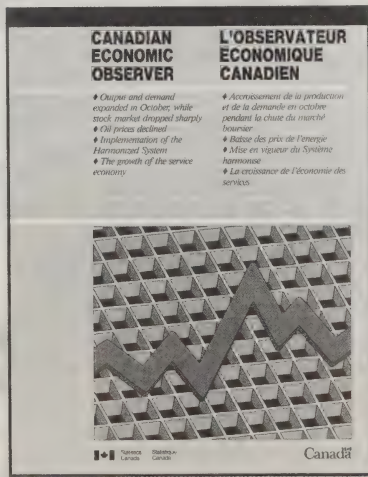 CANADIAN
ECONOMIC
OBSERVER
♦ Output and demand
expanded in October, while
stock market dropped sharply
♦ Oil prices declined
♦ Implementation of the
Harmonized System
♦ The growth of the service
economy
L'OBSERVATEUR
ÉCONOMIQUE
CANADIEN
♦ Accroissement de la production
et de la demande en octobre
pendant la chute du marché
boursier
♦ Baisse des prix de l'energie
♦ Mise en vigueur du Système
harmonisé
♦ La croissance de l'économie des
services
Statistics Statistique
Canada Canada
Canada